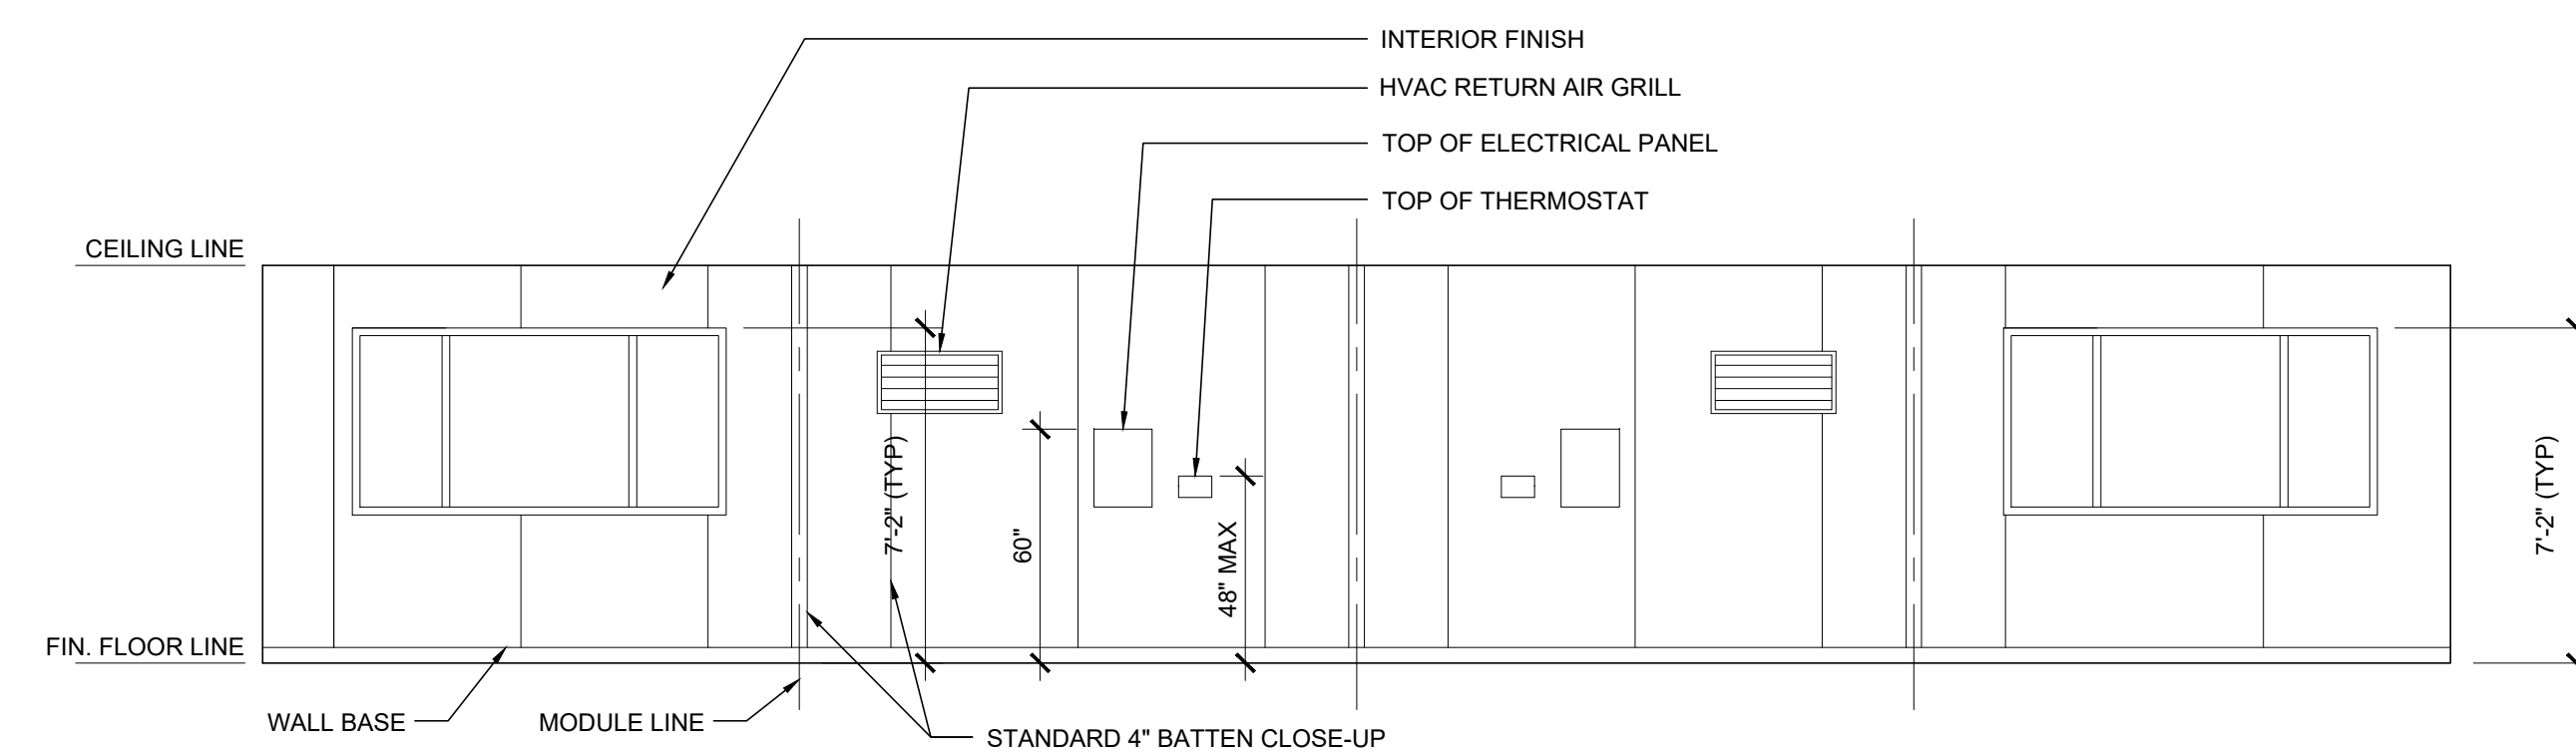 INTERIOR FINISH
HVAC RETURN AIR GRILL
TOP OF ELECTRICAL PANEL
TOP OF THERMOSTAT
CEILING LINE
7'-2" (TYP)
60"
48" MAX
7'-2" (TYP)
FIN. FLOOR LINE
WALL BASE
MODULE LINE
STANDARD 4" BATTEN CLOSE-UP